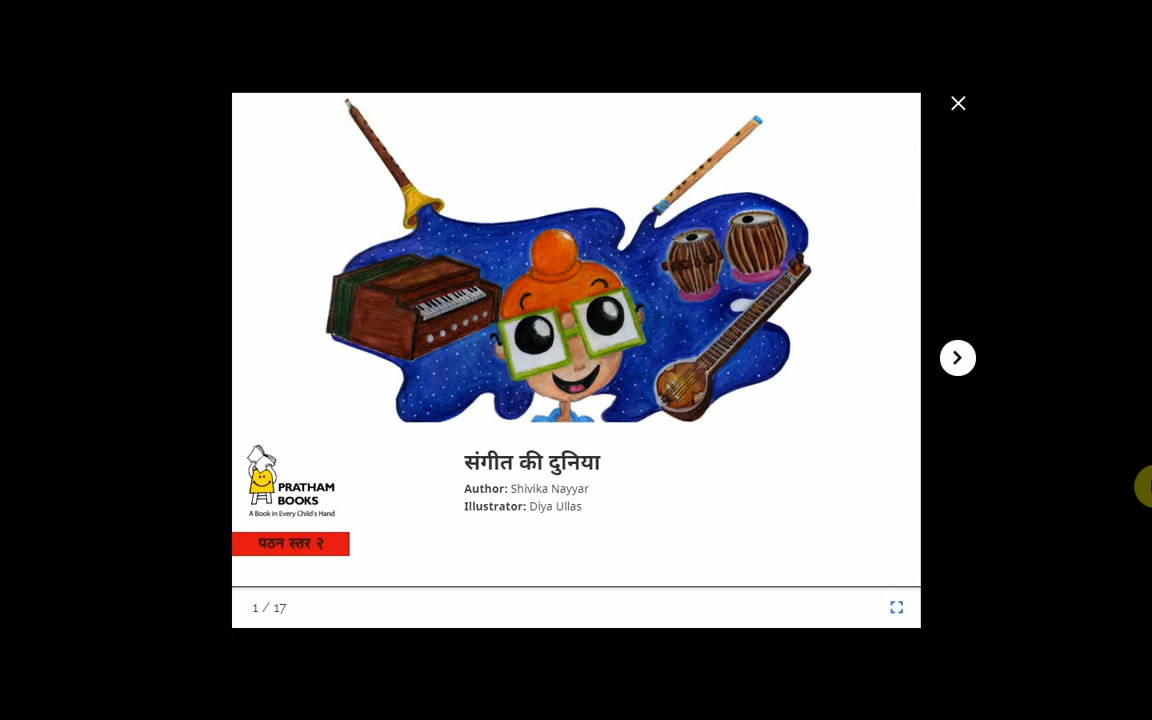 संगीत की दुनिया
Author: Shivika Nayyar
Illustrator: Diya Ullas
PRATHAM
BOOKS
A Book in Every Child's Hand
पठन स्तर २
1 / 17